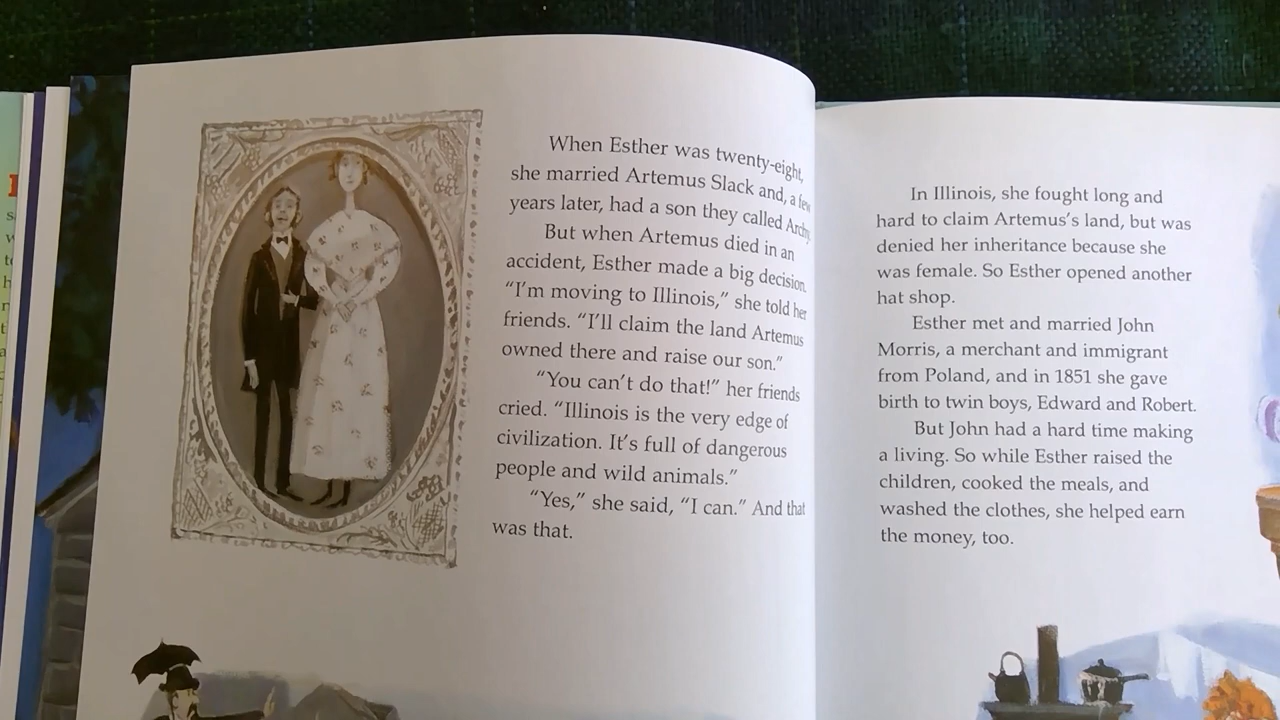 When Esther was twenty-eight,
she married Artemus Slack and, a few
years later, had a son they called Archy.
But when Artemus died in an
accident, Esther made a big decision.
“I’m moving to Illinois,” she told her
friends. “I’ll claim the land Artemus
owned there and raise our son.”
“You can’t do that!” her friends
cried. “Illinois is the very edge of
civilization. It’s full of dangerous
people and wild animals.”
“Yes,” she said, “I can.” And that
was that.
In Illinois, she fought long and
hard to claim Artemus’s land, but was
denied her inheritance because she
was female. So Esther opened another
hat shop.
Esther met and married John
Morris, a merchant and immigrant
from Poland, and in 1851 she gave
birth to twin boys, Edward and Robert.
But John had a hard time making
a living. So while Esther raised the
children, cooked the meals, and
washed the clothes, she helped earn
the money, too.